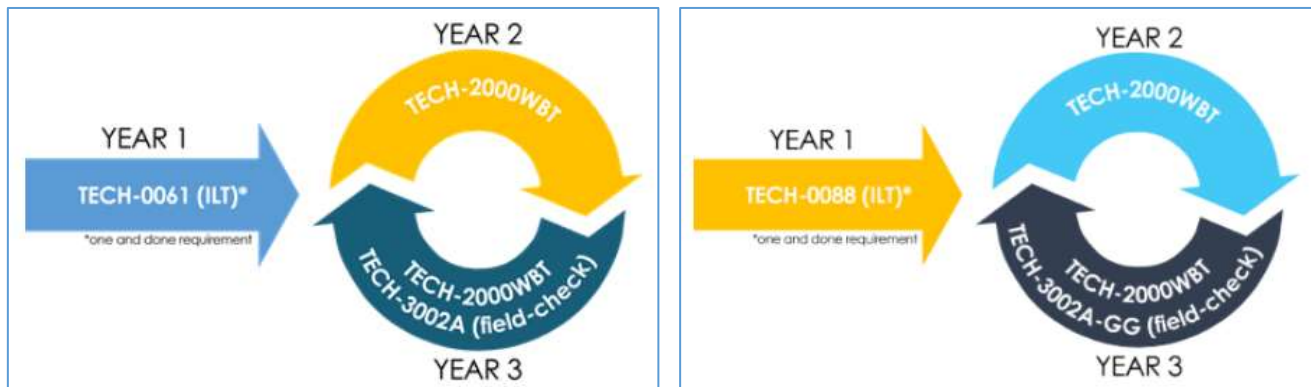 YEAR 2
TECH-2000WBT
YEAR 1
TECH-0061 (ILT)*
*one and done requirement
TECH-2000WBT
TECH-3002A (field-check)
YEAR 3
YEAR 2
TECH-2000WBT
YEAR 1
TECH-0088 (ILT)*
*one and done requirement
TECH-2000WBT
TECH-3002A-GG (field-check)
YEAR 3